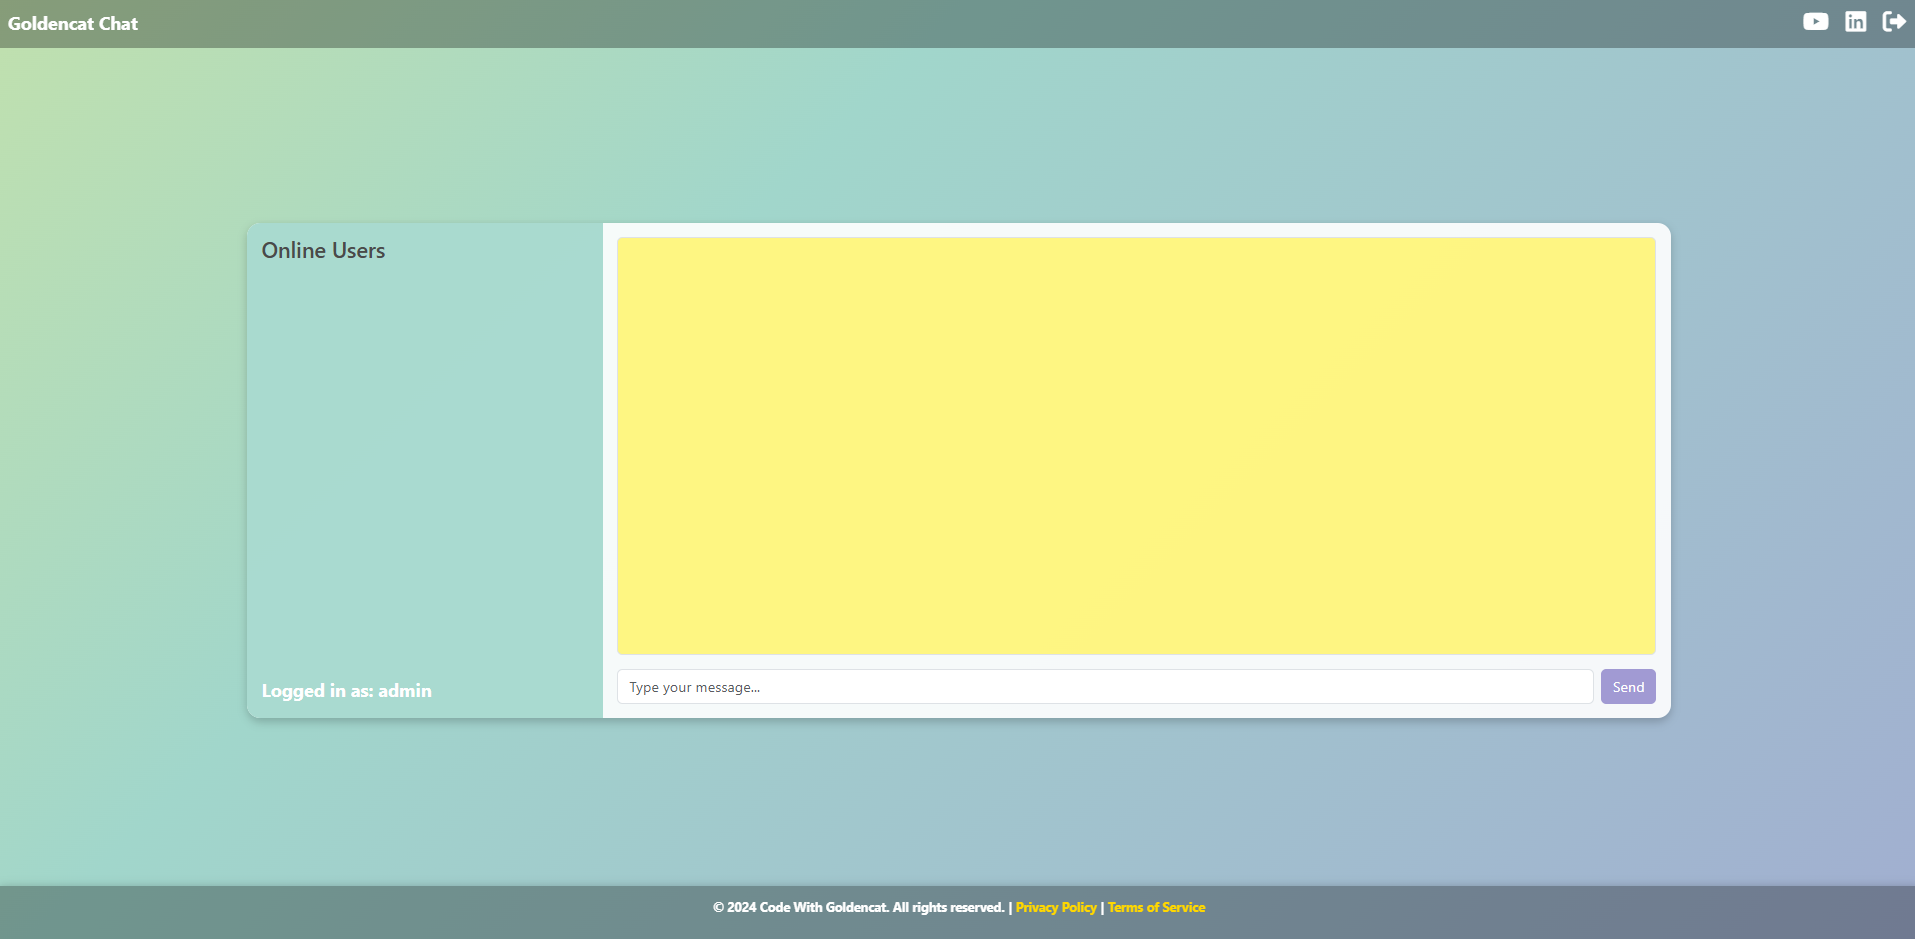 Goldencat Chat
Online Users
Logged in as: admin
Type your message...
Send
© 2024 Code With Goldencat. All rights reserved. | Privacy Policy | Terms of Service